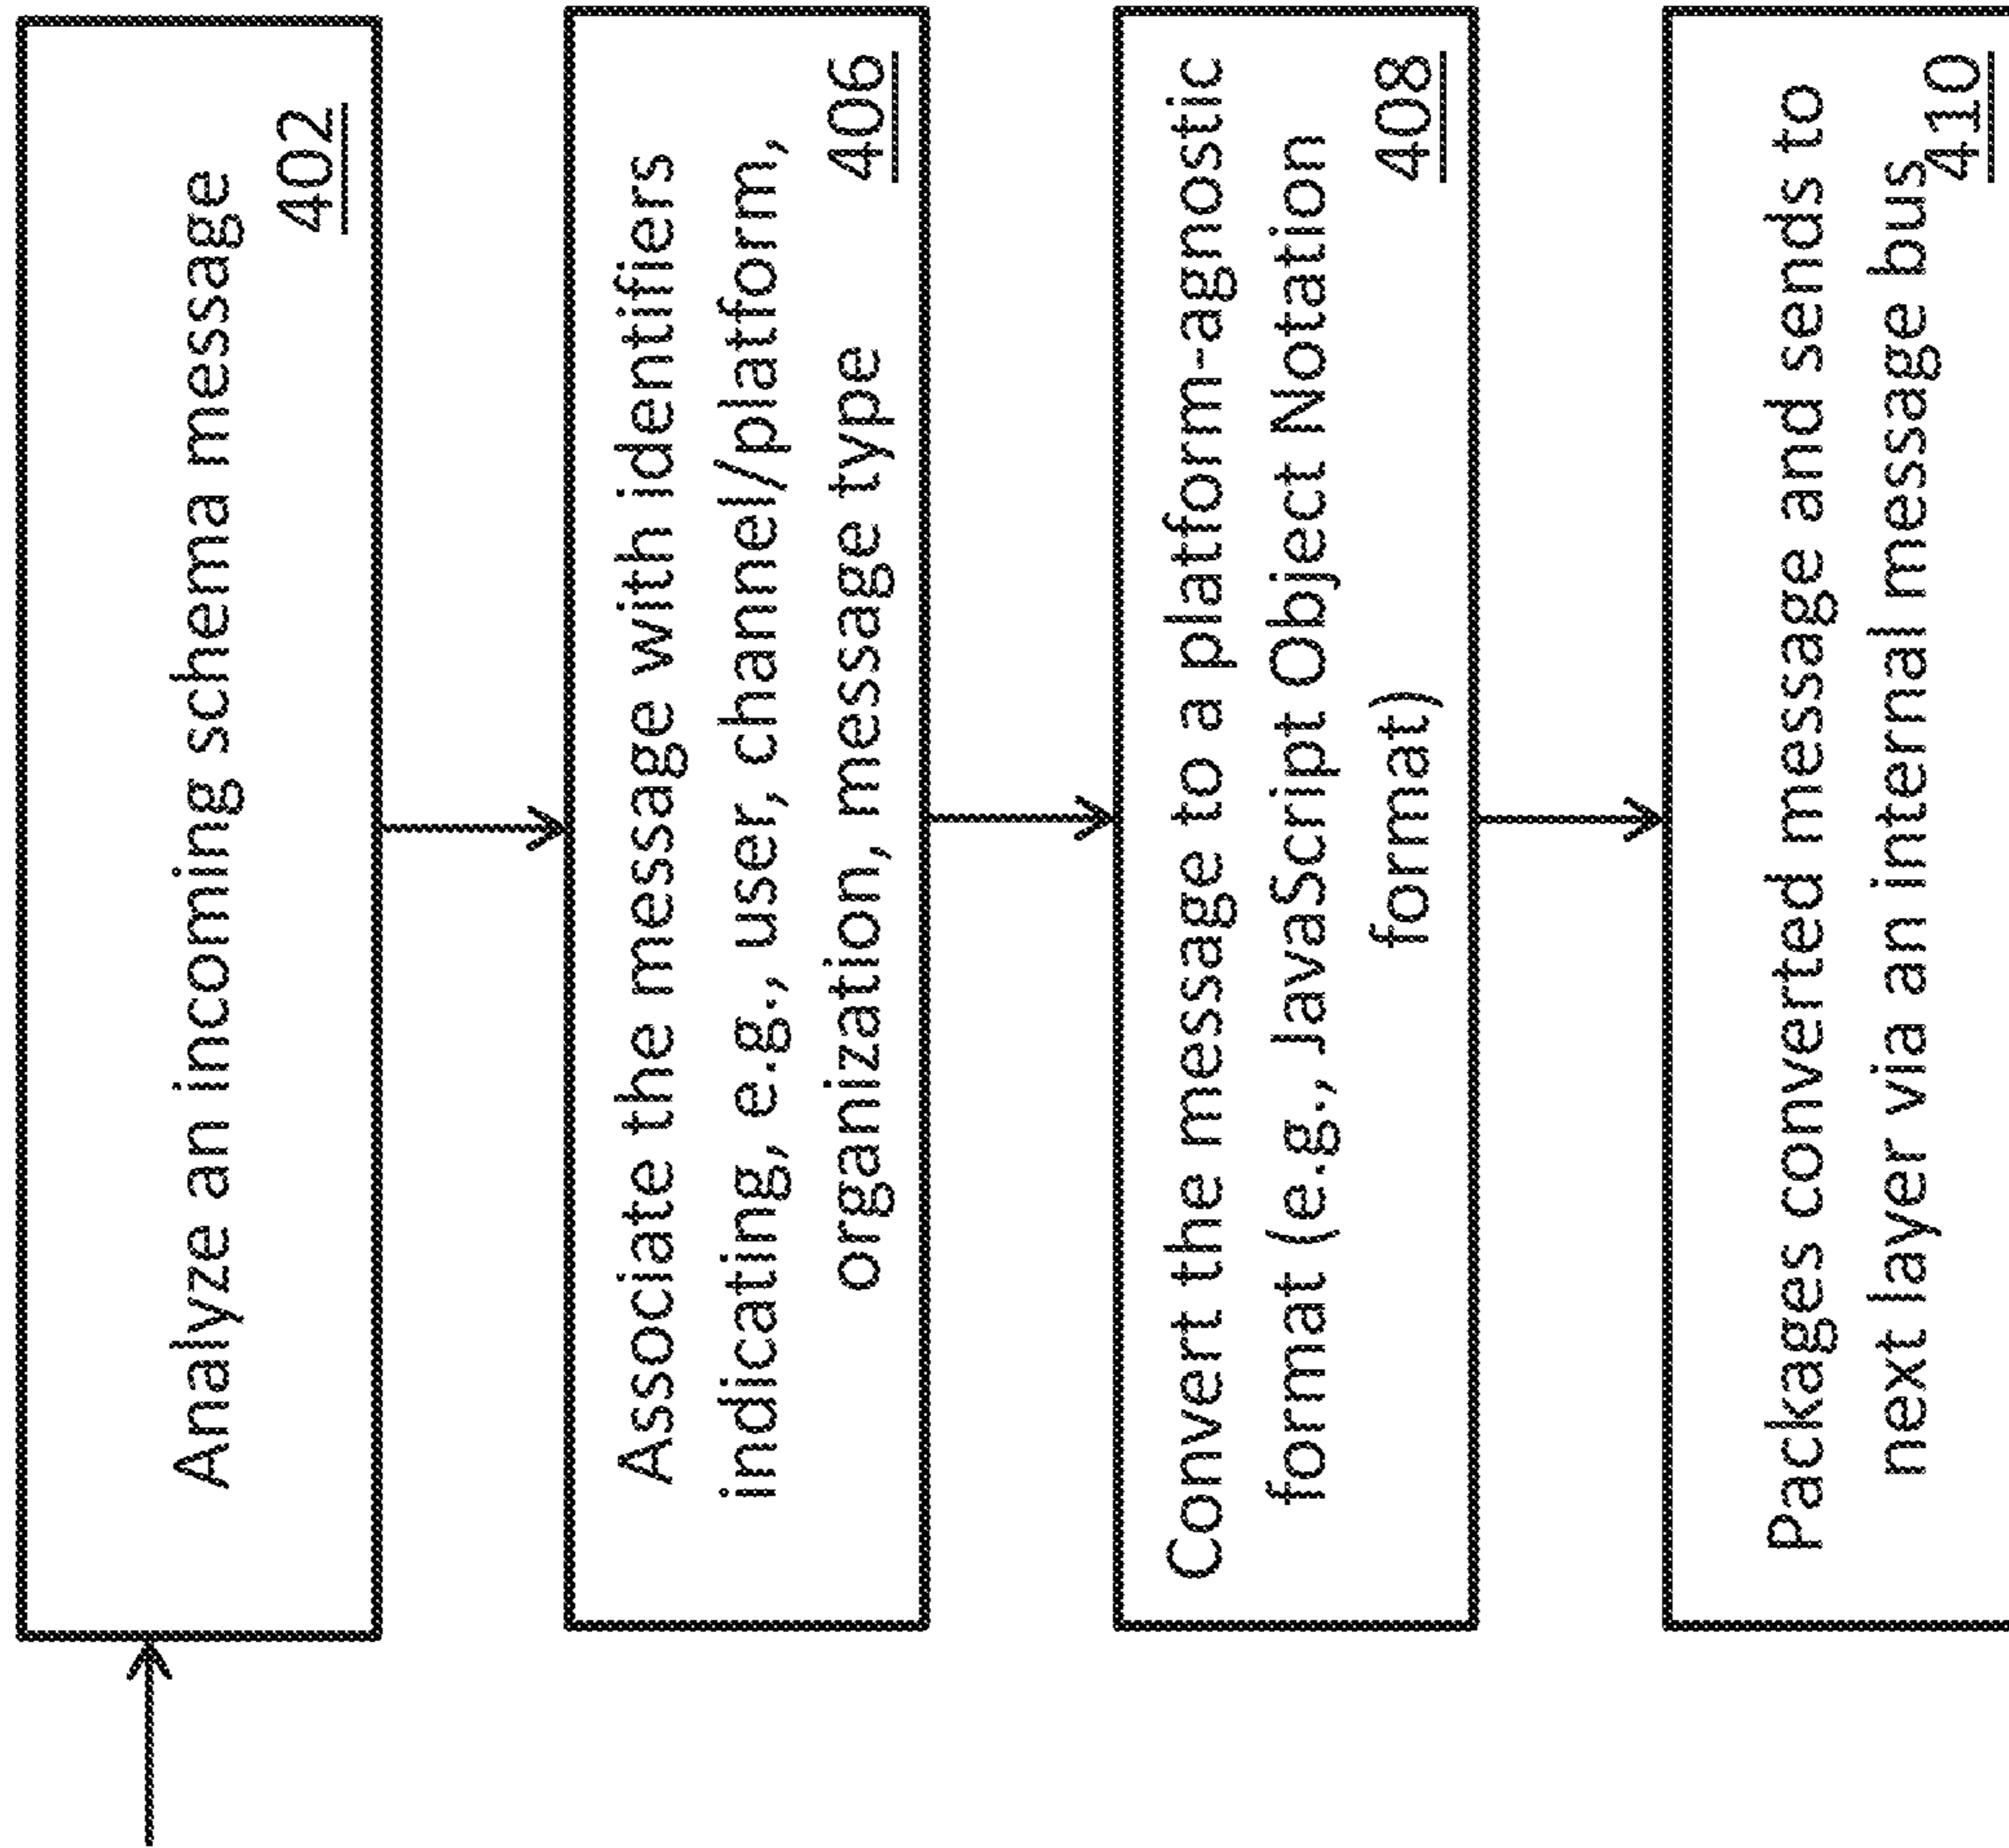 Analyze an incoming schema message
402
Associate the message with identifiers
indicating, e.g., user, channel/platform,
organization, message type
406
Convert the message to a platform-agnostic
format (e.g., JavaScript Object Notation
format)
408
Packages converted message and sends to
next layer via an internal message bus
410